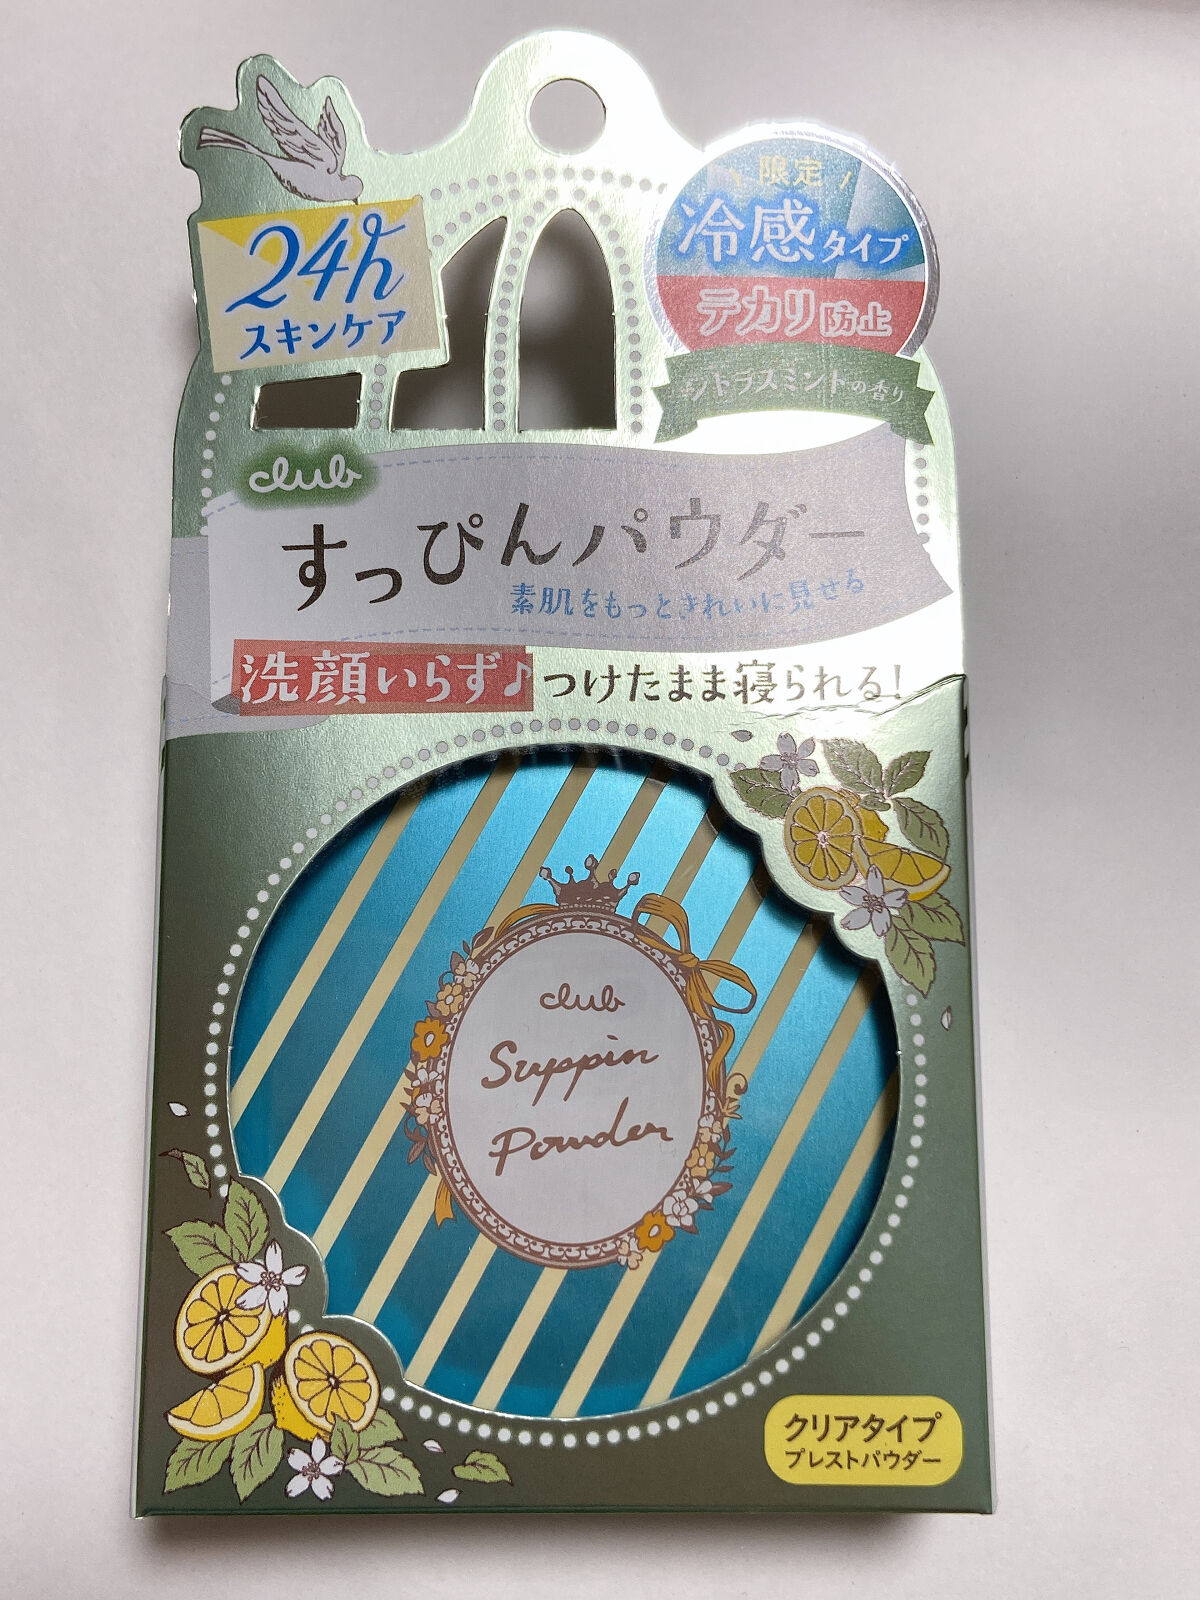 限定
冷感タイプ
テカリ防止
シトラスミントの香り
24h
スキンケア
club
すっぴんパウダー
素肌をもっときれいに見せる
洗顔いらず♪つけたまま寝られる!
club
Suppin
Powder
クリアタイプ
プレストパウダー